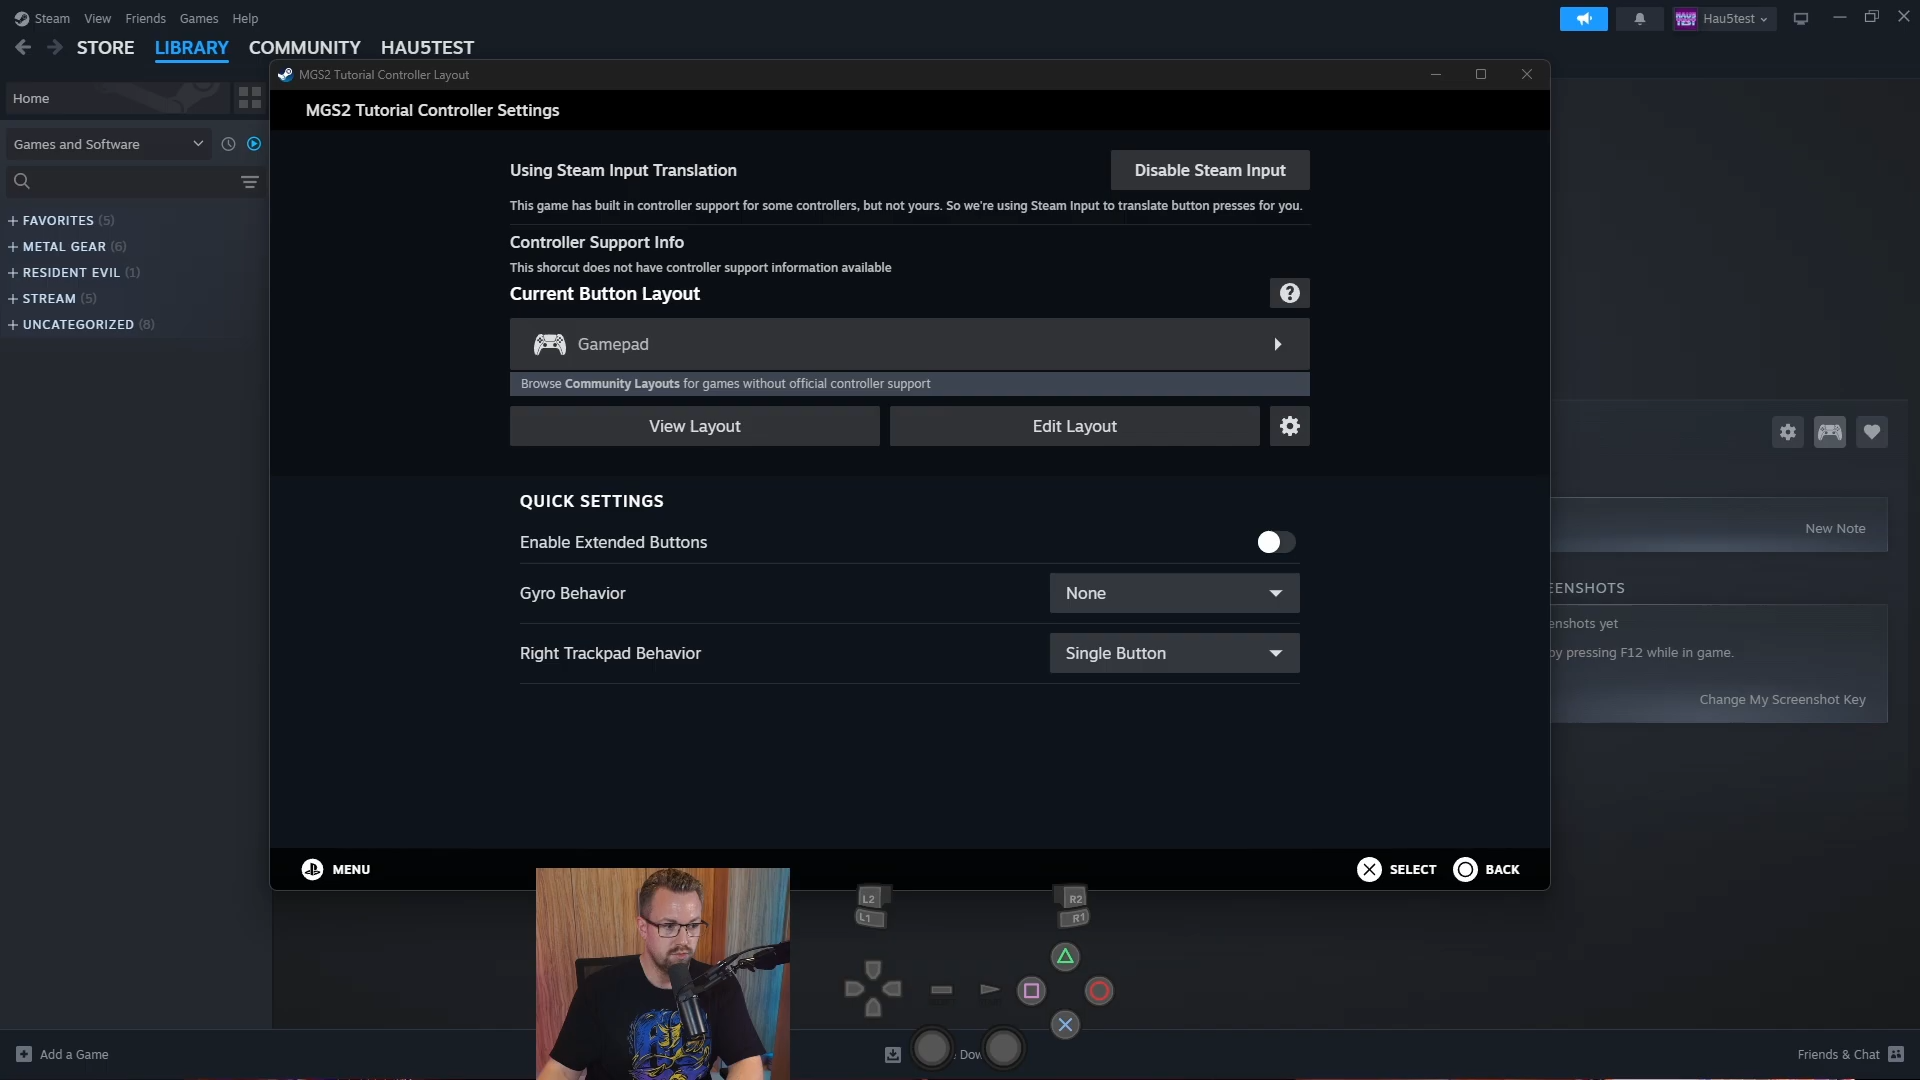 Steam View Friends Games Help
Hau5test
STORE LIBRARY COMMUNITY HAU5TEST
MGS2 Tutorial Controller Layout
Home
MGS2 Tutorial Controller Settings
Games and Software
Using Steam Input Translation
Disable Steam Input
This game has built in controller support for some controllers, but not yours. So we're using Steam Input to translate button presses for you.
+ FAVORITES (5)
+ METAL GEAR (6)
+ RESIDENT EVIL (1)
+ STREAM (5)
+ UNCATEGORIZED (8)
Controller Support Info
This shorcut does not have controller support information available
Current Button Layout
?
Gamepad
Browse Community Layouts for games without official controller support
View Layout
Edit Layout
QUICK SETTINGS
Enable Extended Buttons
Gyro Behavior
None
Right Trackpad Behavior
Single Button
New Note
EENSHOTS
enshots yet
by pressing F12 while in game.
Change My Screenshot Key
MENU
SELECT
BACK
L2
R2
L1
R1
Add a Game
Dow
Friends & Chat